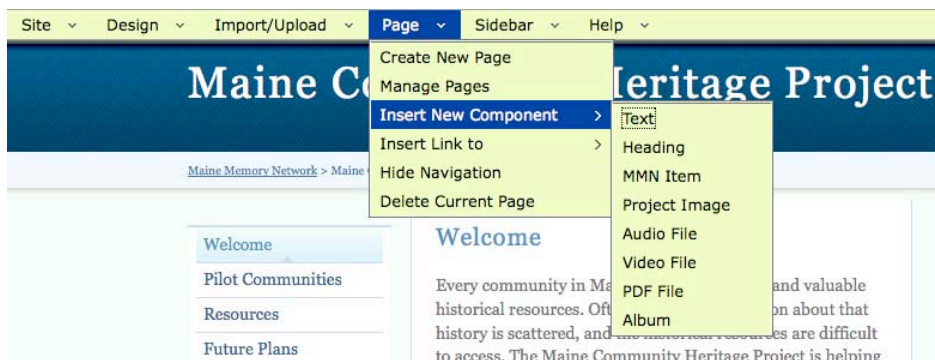 Site Design Import/Upload Page Sidebar Help
Create New Page
Manage Pages
Insert New Component
Insert Link to
Hide Navigation
Delete Current Page
Text
Heading
MMN Item
Project Image
Audio File
Video File
PDF File
Album
Maine Heritage Project
Maine Memory Network > Maine
Welcome
Pilot Communities
Resources
Future Plans
Welcome
Every community in and valuable
historical resources. on about that
history is scattered, and historical resources are difficult
to access. The Maine Community Heritage Project is helping